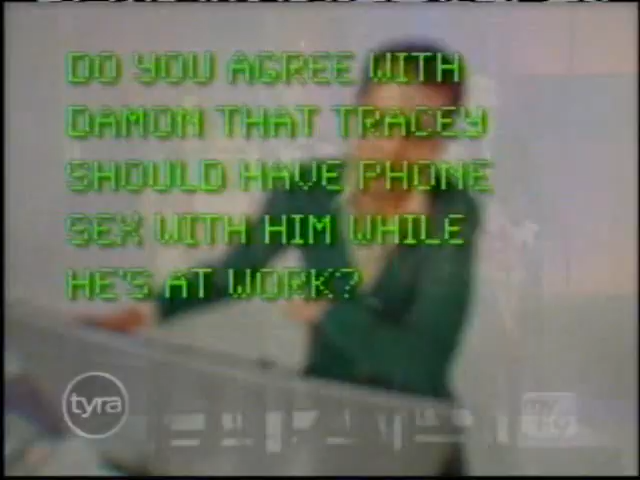 DO YOU AGREE WITH
DAMON THAT TRACEY
SHOULD HAVE PHONE
SEX WITH HIM WHILE
HE'S AT WORK?
tyra